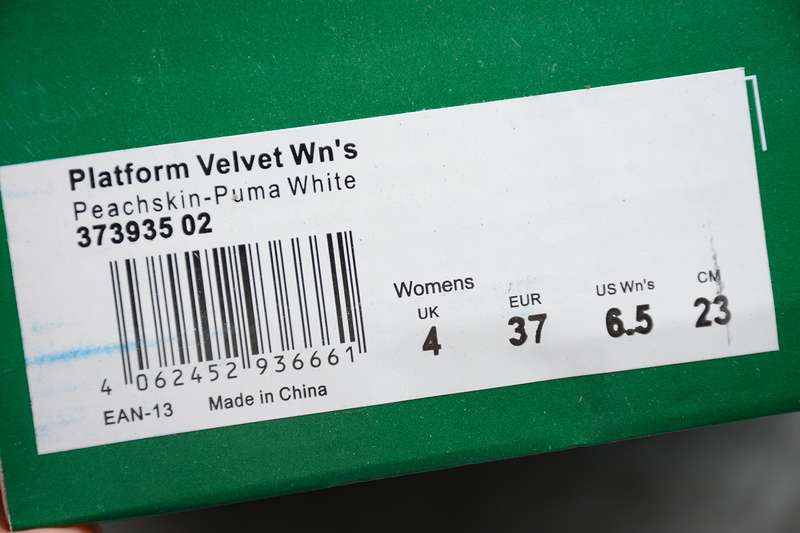 Platform Velvet Wn's
Peachskin-Puma White
373935 02
4 062452 936661
EAN-13 Made in China
Womens
UK EUR US Wn's CM
4 37 6.5 23